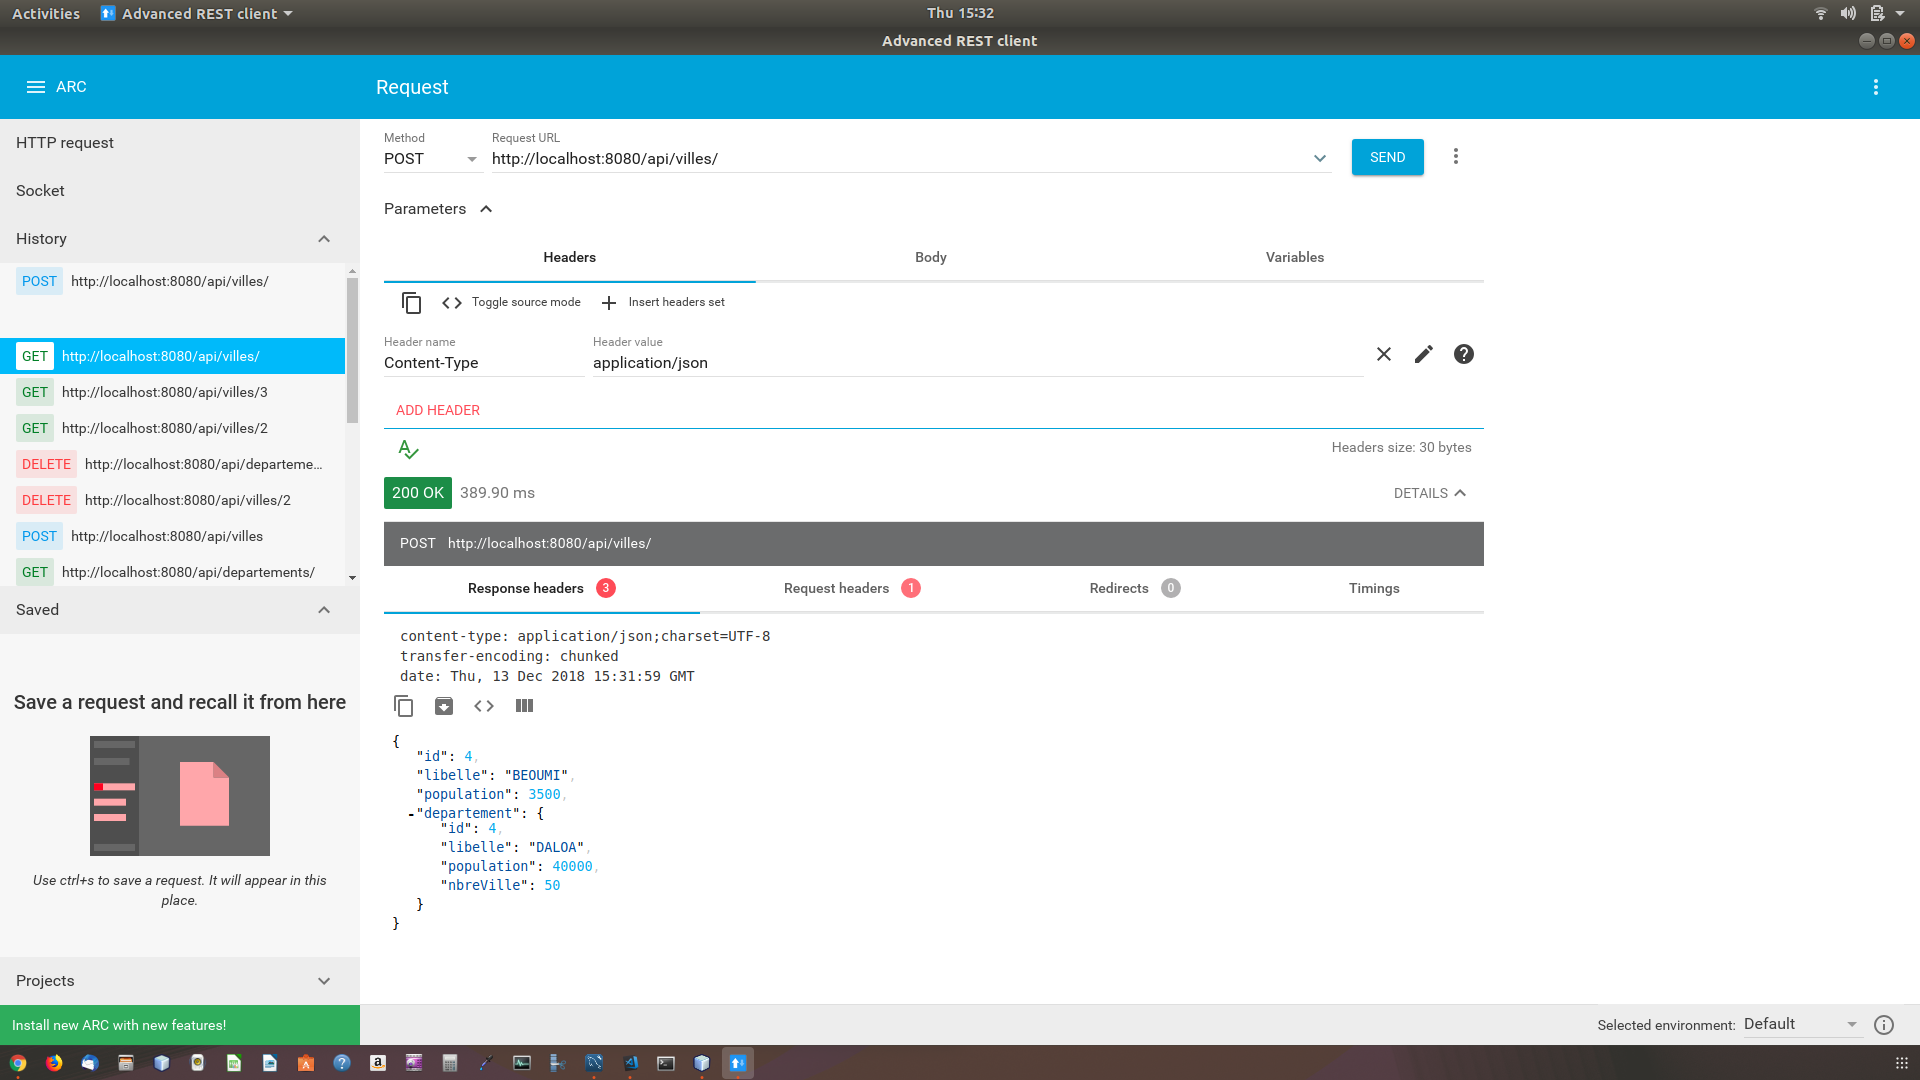 Activities
Advanced REST client
Thu 15:32
Advanced REST client
ARC
Request
HTTP request
Socket
History
POST http://localhost:8080/api/villes/
GET http://localhost:8080/api/villes/
GET http://localhost:8080/api/villes/3
GET http://localhost:8080/api/villes/2
DELETE http://localhost:8080/api/departeme...
DELETE http://localhost:8080/api/villes/2
POST http://localhost:8080/api/villes
GET http://localhost:8080/api/departements/
Saved
Save a request and recall it from here
Use ctrl+s to save a request. It will appear in this
place.
Projects
Install new ARC with new features!
Method
POST
Request URL
http://localhost:8080/api/villes/
SEND
Parameters
Headers Body Variables
Toggle source mode Insert headers set
Header name
Content-Type
Header value
application/json
ADD HEADER
Headers size: 30 bytes
200 OK 389.90 ms DETAILS
POST http://localhost:8080/api/villes/
Response headers 3 Request headers 1 Redirects 0 Timings
content-type: application/json;charset=UTF-8
transfer-encoding: chunked
date: Thu, 13 Dec 2018 15:31:59 GMT
{
"id": 4,
"libelle": "BEOUMI",
"population": 3500,
-"departement": {
"id": 4,
"libelle": "DALOA",
"population": 40000,
"nbreVille": 50
}
}
Selected environment: Default